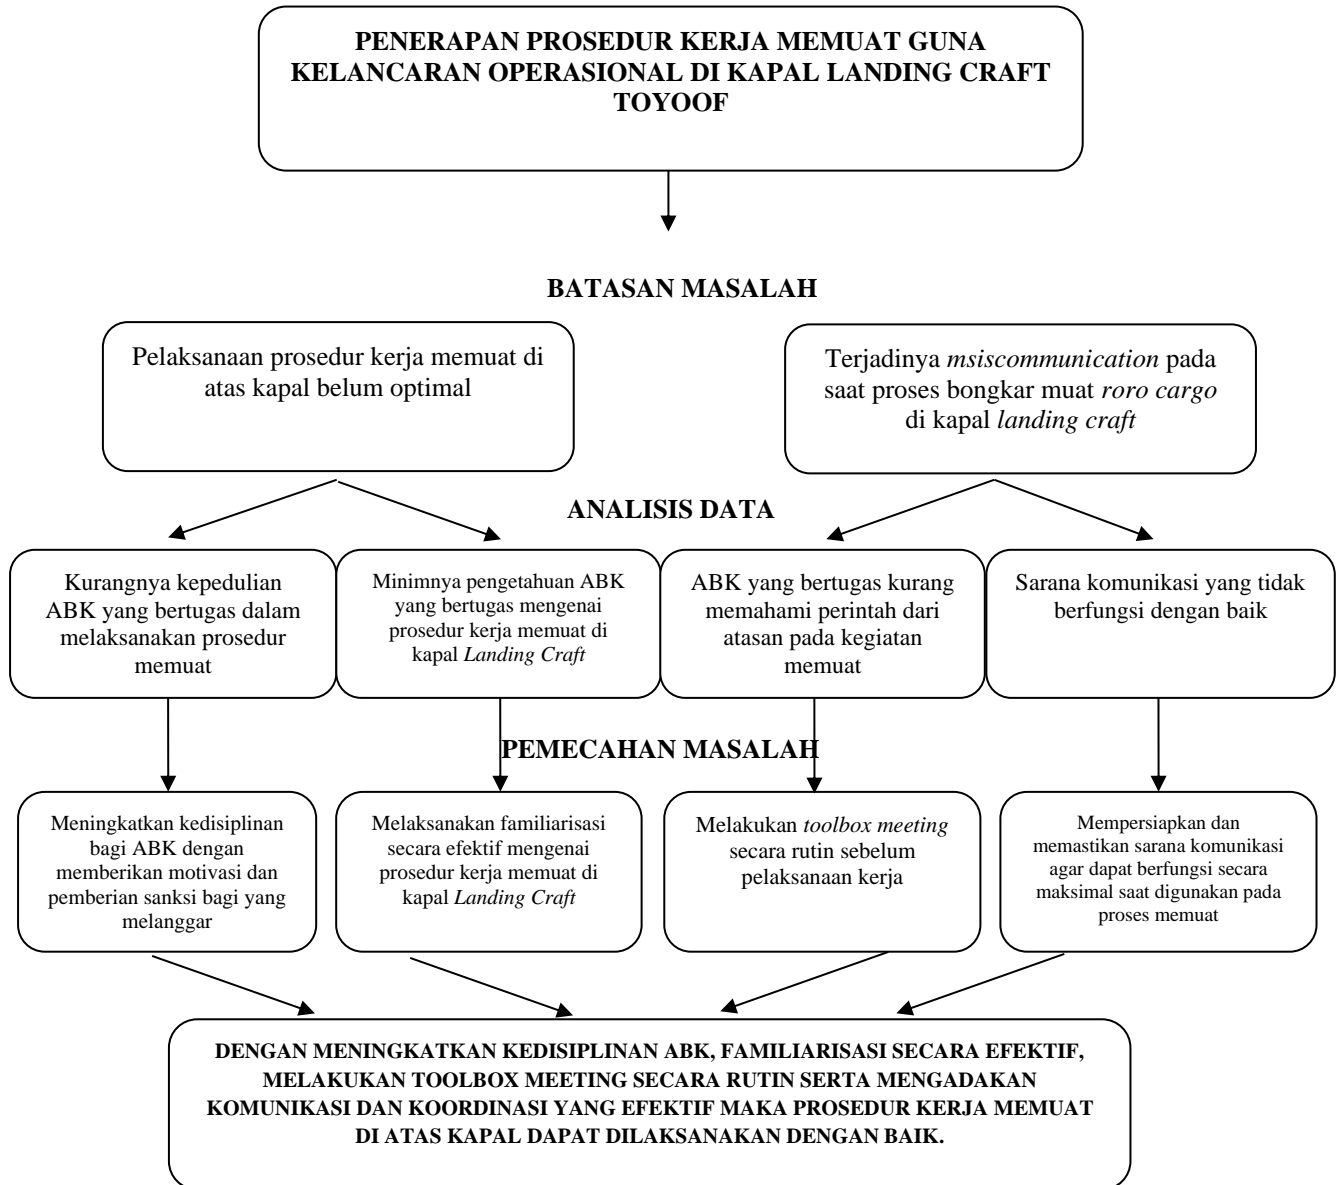 PENERAPAN PROSEDUR KERJA MEMUAT GUNA
KELANCARAN OPERASIONAL DI KAPAL LANDING CRAFT
TOYOOF
BATASAN MASALAH
Pelaksanaan prosedur kerja memuat di
atas kapal belum optimal
Terjadinya msiscommunication pada
saat proses bongkar muat roro cargo
di kapal landing craft
ANALISIS DATA
Kurangnya kepedulian
ABK yang bertugas dalam
melaksanakan prosedur
memuat
Minimnya pengetahuan ABK
yang bertugas mengenai
prosedur kerja memuat di
kapal Landing Craft
ABK yang bertugas kurang
memahami perintah dari
atasan pada kegiatan
memuat
Sarana komunikasi yang tidak
berfungsi dengan baik
PEMECAHAN MASALAH
Meningkatkan kedisiplinan
bagi ABK dengan
memberikan motivasi dan
pemberian sanksi bagi yang
melanggar
Melaksanakan familiarisasi
secara efektif mengenai
prosedur kerja memuat di
kapal Landing Craft
Melakukan toolbox meeting
secara rutin sebelum
pelaksanaan kerja
Mempersiapkan dan
memastikan sarana komunikasi
agar dapat berfungsi secara
maksimal saat digunakan pada
proses memuat
DENGAN MENINGKATKAN KEDISIPLINAN ABK, FAMILIARISASI SECARA EFEKTIF,
MELAKUKAN TOOLBOX MEETING SECARA RUTIN SERTA MENGADAKAN
KOMUNIKASI DAN KOORDINASI YANG EFEKTIF MAKA PROSEDUR KERJA MEMUAT
DI ATAS KAPAL DAPAT DILAKSANAKAN DENGAN BAIK.